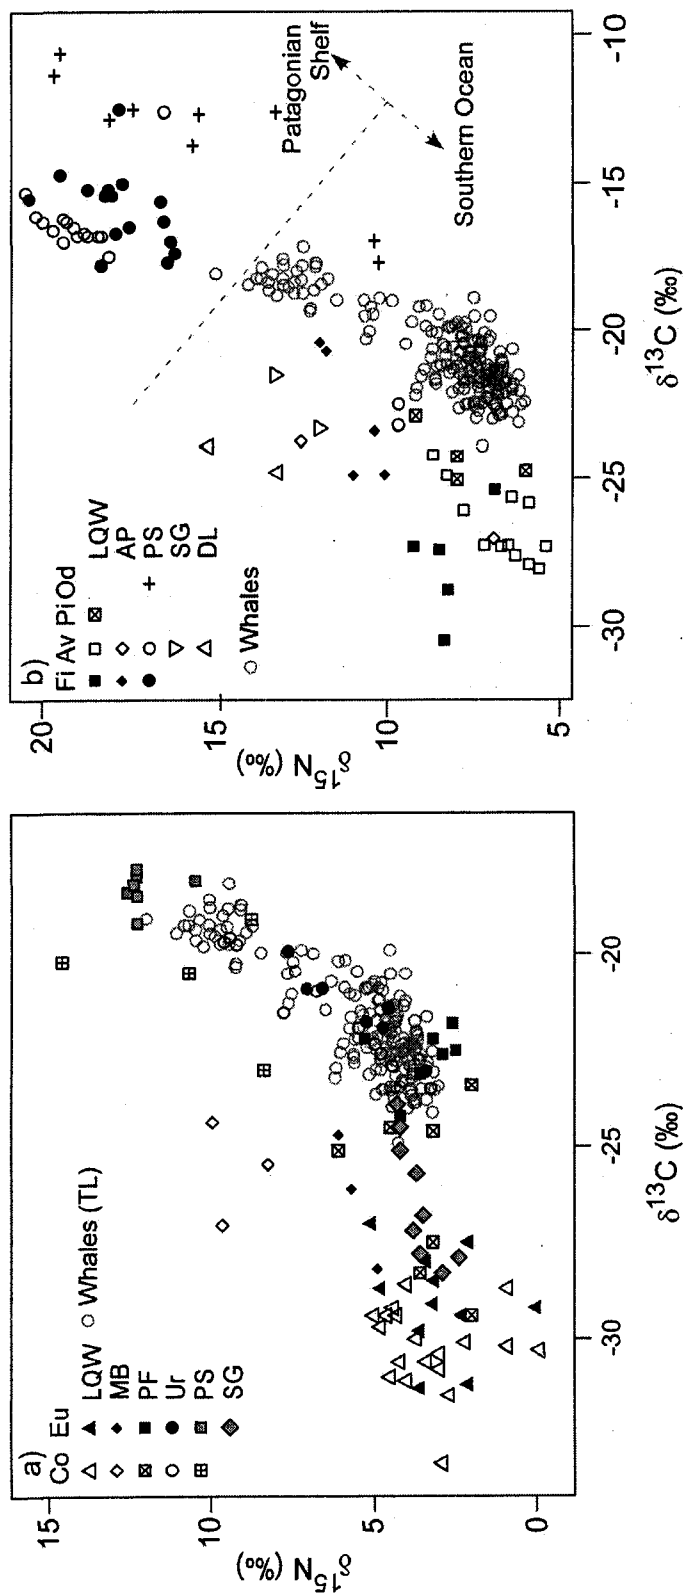 a)
Co Eu
LQW
MB
PF
Ur
PS
SG
Whales (TL)
δ15N (‰)
15
10
5
0
-30
-25
-20
δ13C (‰)
b)
Fi Av Pi Od
LQW
AP
PS
SG
DL
Whales
Patagonian
Shelf
Southern Ocean
δ15N (‰)
20
15
10
5
-30
-25
-20
-15
-10
δ13C (‰)